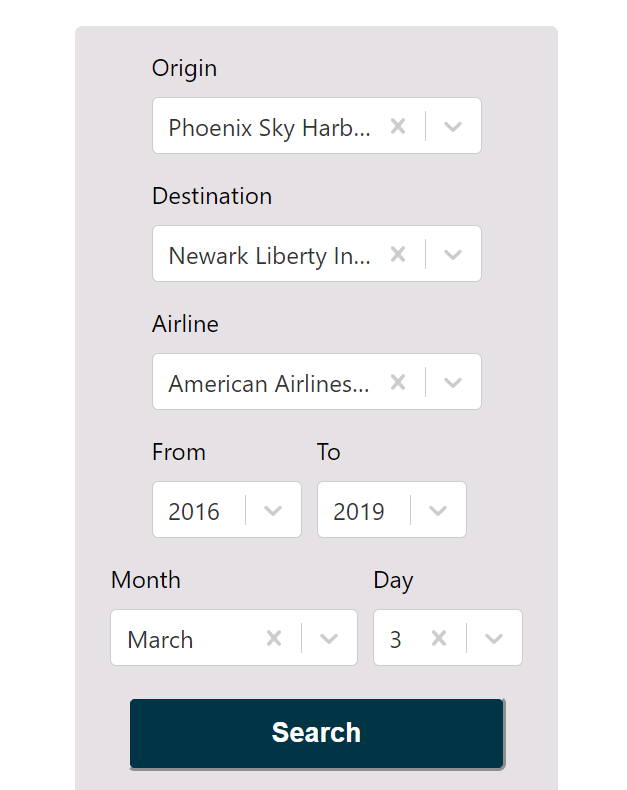 Origin
Phoenix Sky Harb...
Destination
Newark Liberty In...
Airline
American Airlines...
From To
2016 2019
Month Day
March 3
Search